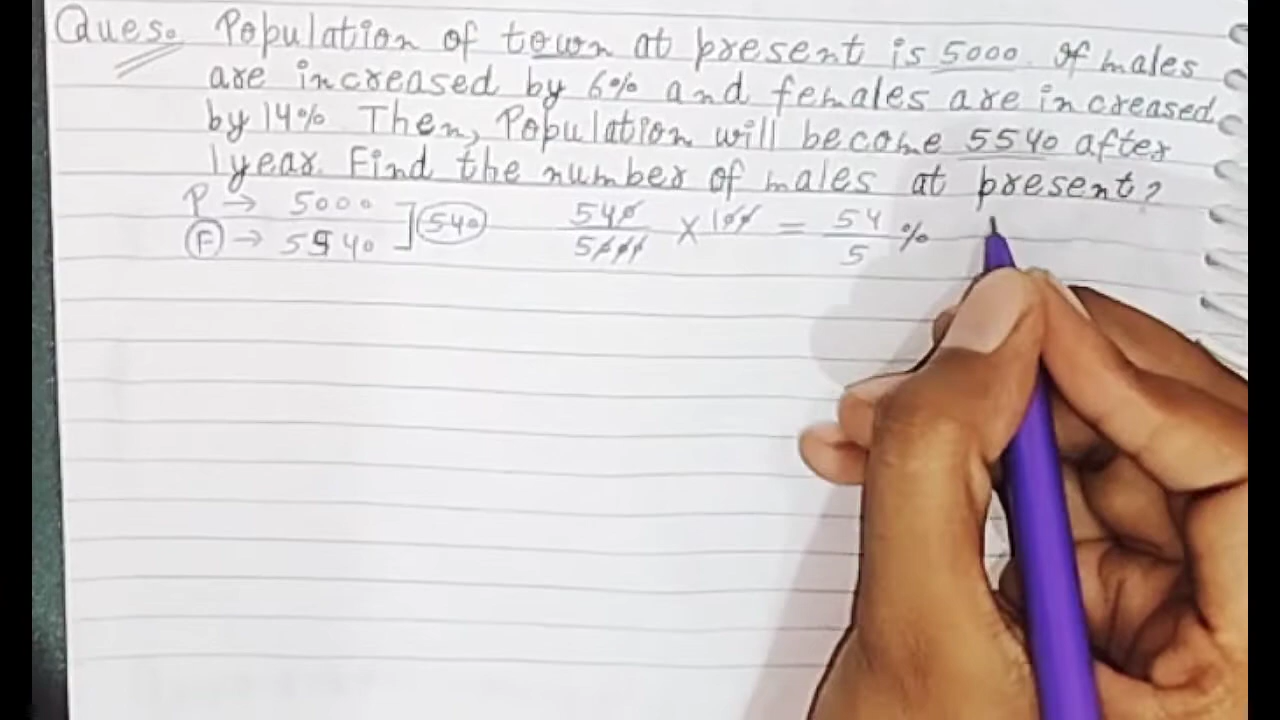 Ques. Population of town at present is 5000. If males
are increased by 6% and females are increased
by 14% Then, Population will become 5540 after
1year. Find the number of males at present?
P → 5000 ] 540 540/5000 × 100 = 54/5 %
F → 5540